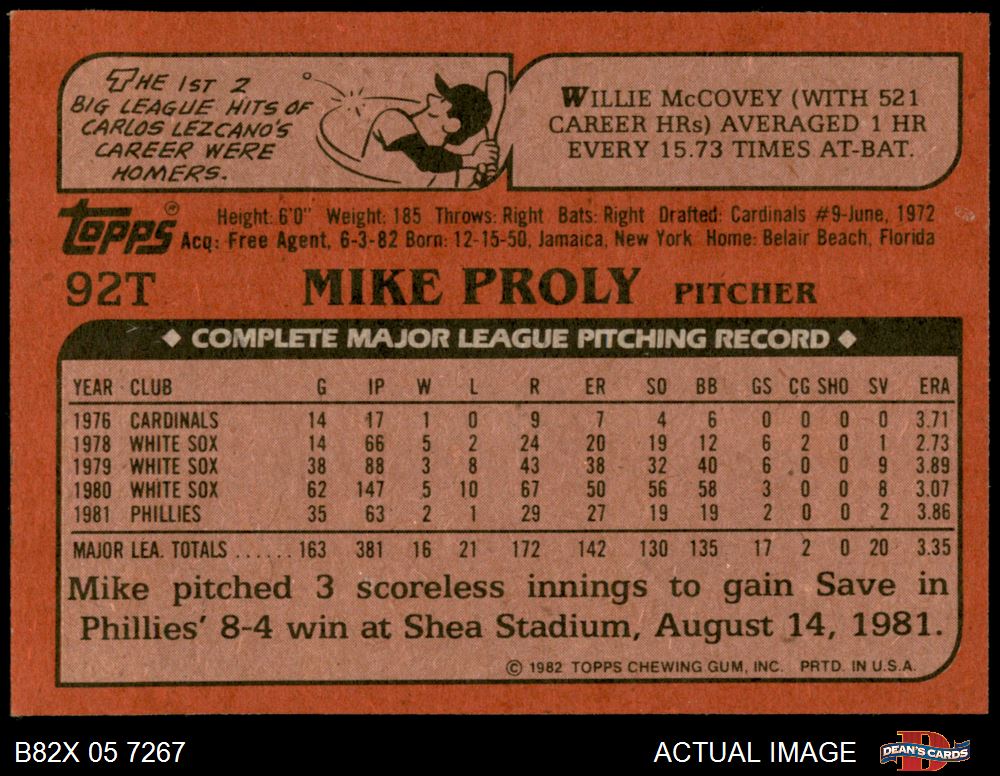 THE 1ST 2
BIG LEAGUE HITS OF
CARLOS LEZCANO'S
CAREER WERE
HOMERS.
WILLIE McCOVEY (WITH 521
CAREER HRs) AVERAGED 1 HR
EVERY 15.73 TIMES AT-BAT.
TOPPS®
Height: 6'0" Weight: 185 Throws: Right Bats: Right Drafted: Cardinals #9-June, 1972
Acq: Free Agent, 6-3-82 Born: 12-15-50, Jamaica, New York Home: Belair Beach, Florida
92T MIKE PROLY PITCHER
◆ COMPLETE MAJOR LEAGUE PITCHING RECORD ◆
YEAR CLUB G IP W L R ER SO BB GS CG SHO SV ERA
1976 CARDINALS 14 17 1 0 9 7 4 6 0 0 0 0 3.71
1978 WHITE SOX 14 66 5 2 24 20 19 12 6 2 0 1 2.73
1979 WHITE SOX 38 88 3 8 43 38 32 40 6 0 0 9 3.89
1980 WHITE SOX 62 147 5 10 67 50 56 58 3 0 0 8 3.07
1981 PHILLIES 35 63 2 1 29 27 19 19 2 0 0 2 3.86
MAJOR LEA. TOTALS ...... 163 381 16 21 172 142 130 135 17 2 0 20 3.35
Mike pitched 3 scoreless innings to gain Save in
Phillies' 8-4 win at Shea Stadium, August 14, 1981.
© 1982 TOPPS CHEWING GUM, INC. PRTD. IN U.S.A.
B82X 05 7267
ACTUAL IMAGE
D
DEAN'S CARDS